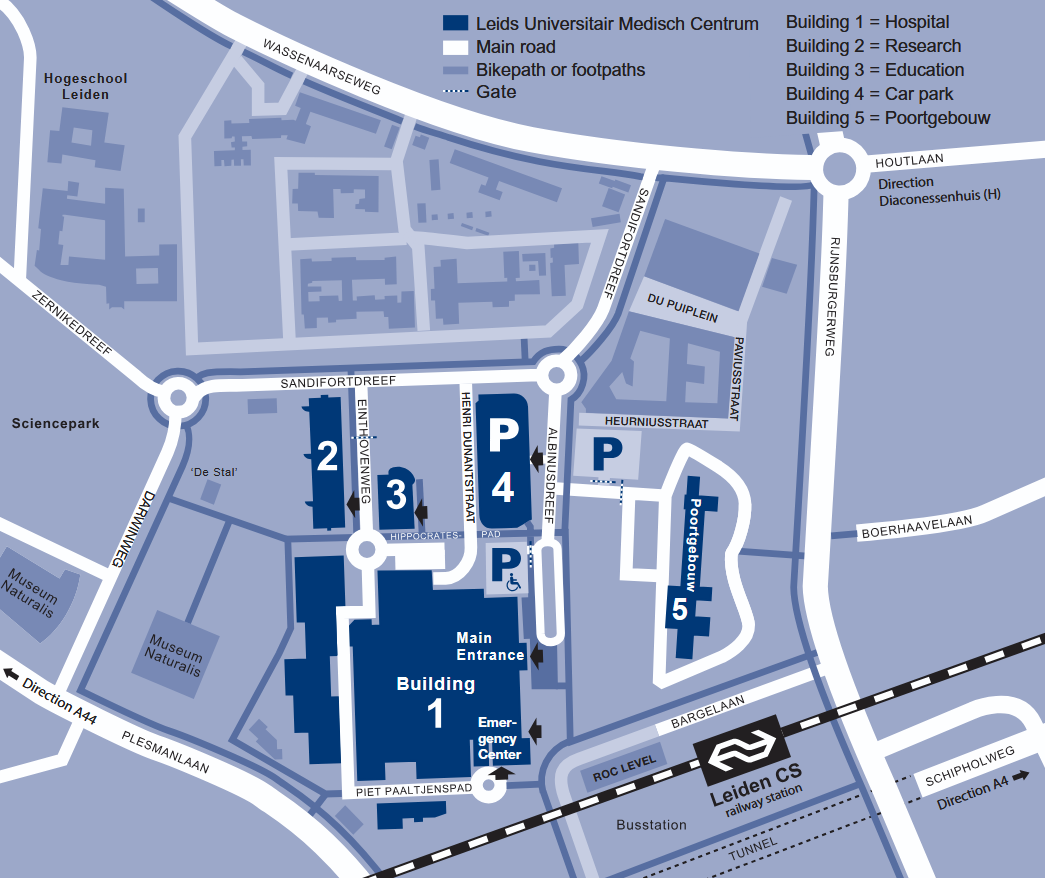 Leids Universitair Medisch Centrum
Main road
Bikepath or footpaths
Gate
Building 1 = Hospital
Building 2 = Research
Building 3 = Education
Building 4 = Car park
Building 5 = Poortgebouw
WASSENAARSEWEG
Hogeschool
Leiden
HOUTLAAN
Direction
Diaconessenhuis (H)
SANDIFORTDREEF
RIJNSBURGERWEG
DU PUIPLEIN
PAVIUSSTRAAT
ZERNIKEDREEF
SANDIFORTDREEF
HEURNIUSSTRAAT
Sciencepark
EINTHOVENWEG
HENRI DUNANTSTRAAT
ALBINUSDREEF
P
4
P
2
3
'De Stal'
DARWINWEG
Poortgebouw
5
BOERHAAVELAAN
HIPPOCRATES-PAD
P
Museum
Naturalis
Museum
Naturalis
Main
Entrance
Building
1
Emer-
gency
Center
Direction A44
PLESMANLAAN
BARGELAAN
ROC LEVEL
Leiden CS
railway station
SCHIPHOLWEG
Direction A4
PIET PAALTJENSPAD
Busstation
TUNNEL